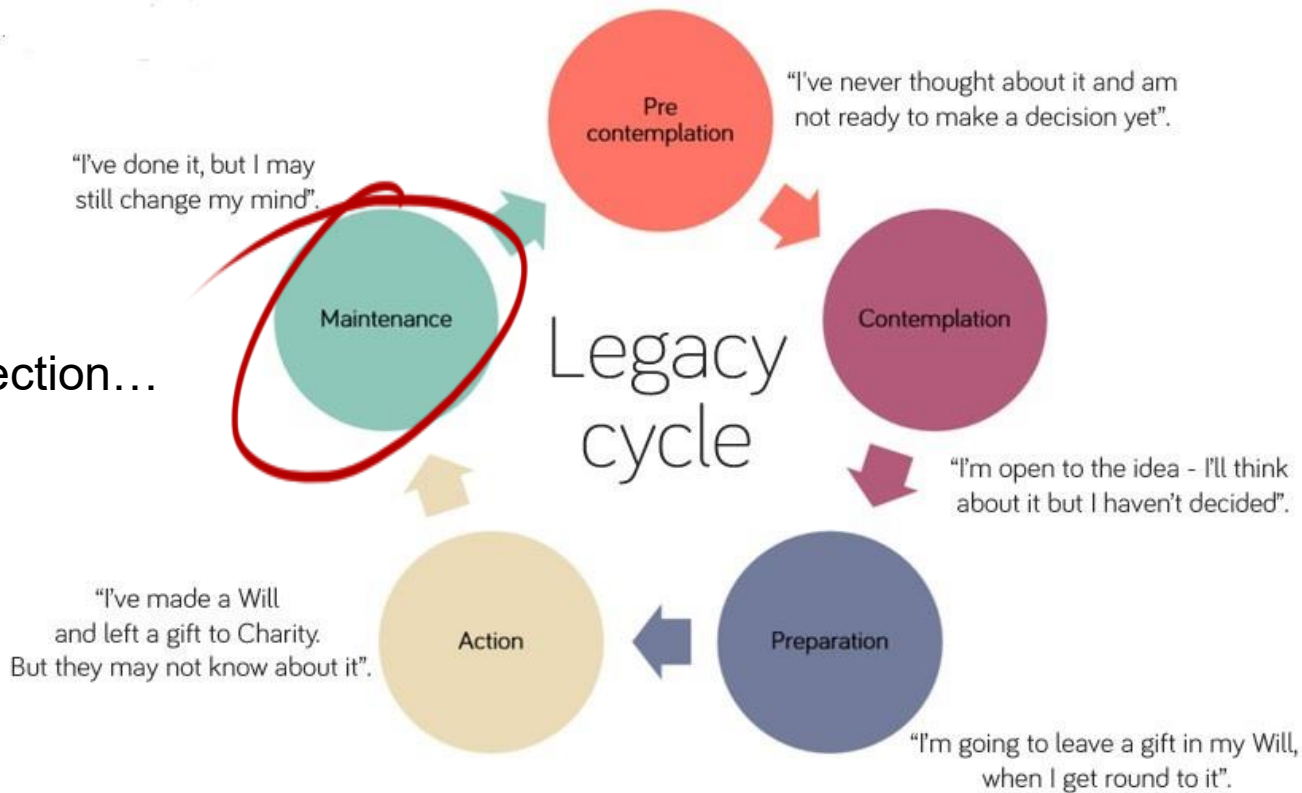 Pre
contemplation
"I've never thought about it and am
not ready to make a decision yet".
"I've done it, but I may
still change my mind".
Maintenance
Contemplation
Legacy
cycle
ection…
"I'm open to the idea - I'll think
about it but I haven't decided".
"I've made a Will
and left a gift to Charity.
But they may not know about it".
Action
Preparation
"I'm going to leave a gift in my Will,
when I get round to it".